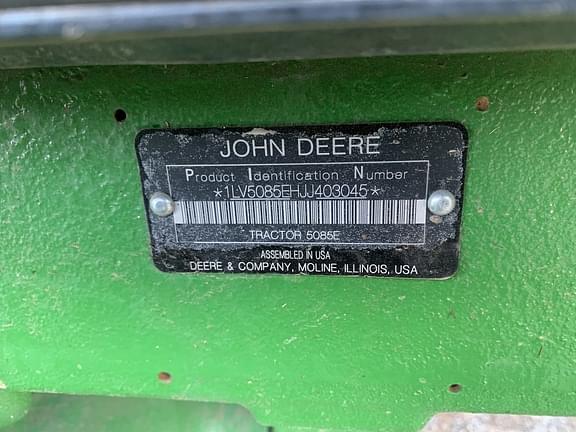 JOHN DEERE
Product Identification Number
*1LV5085EHJJ403045*
TRACTOR 5085E
ASSEMBLED IN USA
DEERE & COMPANY, MOLINE, ILLINOIS, USA